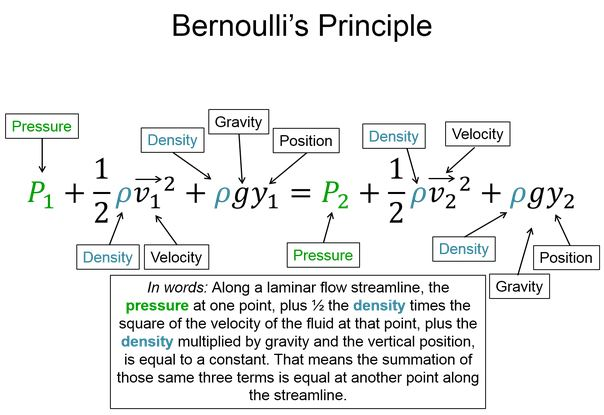 Bernoulli's Principle
Gravity
Pressure
Density
Position
Density
Velocity
P₁ + 1/2 ρv₁⃗² + ρgy₁ = P₂ + 1/2 ρv₂⃗² + ρgy₂
Density
Velocity
Pressure
Density
Position
Gravity
In words: Along a laminar flow streamline, the
pressure at one point, plus ½ the density times the
square of the velocity of the fluid at that point, plus the
density multiplied by gravity and the vertical position,
is equal to a constant. That means the summation of
those same three terms is equal at another point along
the streamline.